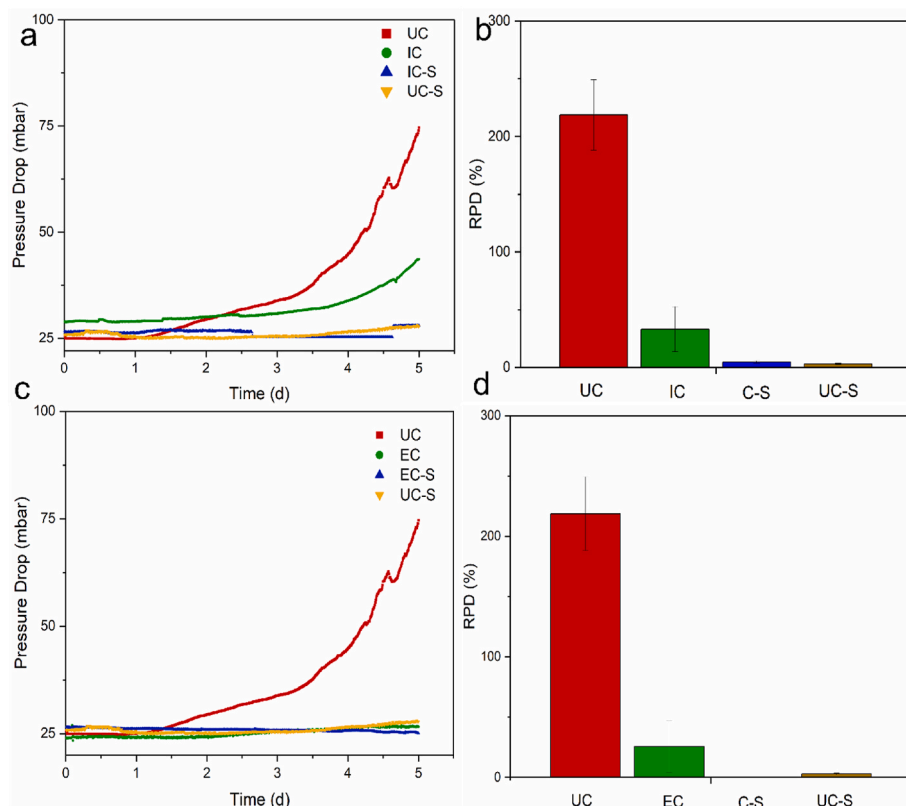 a
100
75
50
25
Pressure Drop (mbar)
0 1 2 3 4 5
Time (d)
UC
IC
IC-S
UC-S
b
300
200
100
0
RPD (%)
UC IC C-S UC-S
c
100
75
50
25
Pressure Drop (mbar)
0 1 2 3 4 5
Time (d)
UC
EC
EC-S
UC-S
d
300
200
100
0
RPD (%)
UC EC C-S UC-S